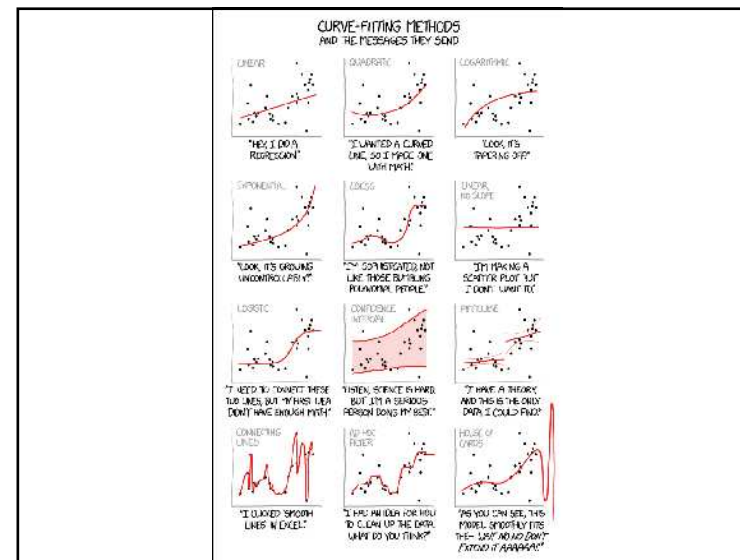 CURVE-FITTING METHODS
AND THE MESSAGES THEY SEND
LINEAR
QUADRATIC
LOGARITHMIC
"HEY, I DID A
REGRESSION."
"I WANTED A CURVED
LINE, SO I MADE ONE
WITH MATH."
"LOOK, IT'S
TAPERING OFF!"
EXPONENTIAL
LOESS
LINEAR,
NO SLOPE
"LOOK, IT'S GROWING
UNCONTROLLABLY!"
"I'M SOPHISTICATED, NOT
LIKE THOSE BUMBLING
POLYNOMIAL PEOPLE."
"I'M MAKING A
SCATTER PLOT BUT
I DON'T WANT TO."
LOGISTIC
CONFIDENCE
INTERVAL
PIECEWISE
"I NEED TO CONNECT THESE
TWO LINES, BUT MY FIRST IDEA
DIDN'T HAVE ENOUGH MATH."
"LISTEN, SCIENCE IS HARD.
BUT I'M A SERIOUS
PERSON DOING MY BEST."
"I HAVE A THEORY,
AND THIS IS THE ONLY
DATA I COULD FIND."
CONNECTING
LINES
AD-HOC
FILTER
HOUSE OF
CARDS
"I CLICKED 'SMOOTH
LINES' IN EXCEL."
"I HAD AN IDEA FOR HOW
TO CLEAN UP THE DATA.
WHAT DO YOU THINK?"
"AS YOU CAN SEE, THIS
MODEL SMOOTHLY FITS
THE- WAIT NO NO DON'T
EXTEND IT AAAAAA!!"